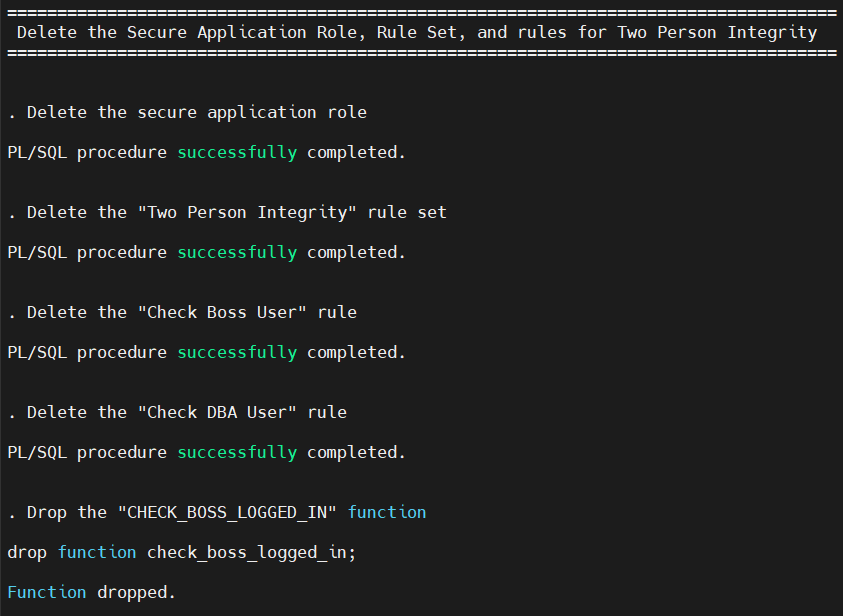 ===================================================================================
Delete the Secure Application Role, Rule Set, and rules for Two Person Integrity
===================================================================================
. Delete the secure application role
PL/SQL procedure successfully completed.
. Delete the "Two Person Integrity" rule set
PL/SQL procedure successfully completed.
. Delete the "Check Boss User" rule
PL/SQL procedure successfully completed.
. Delete the "Check DBA User" rule
PL/SQL procedure successfully completed.
. Drop the "CHECK_BOSS_LOGGED_IN" function
drop function check_boss_logged_in;
Function dropped.